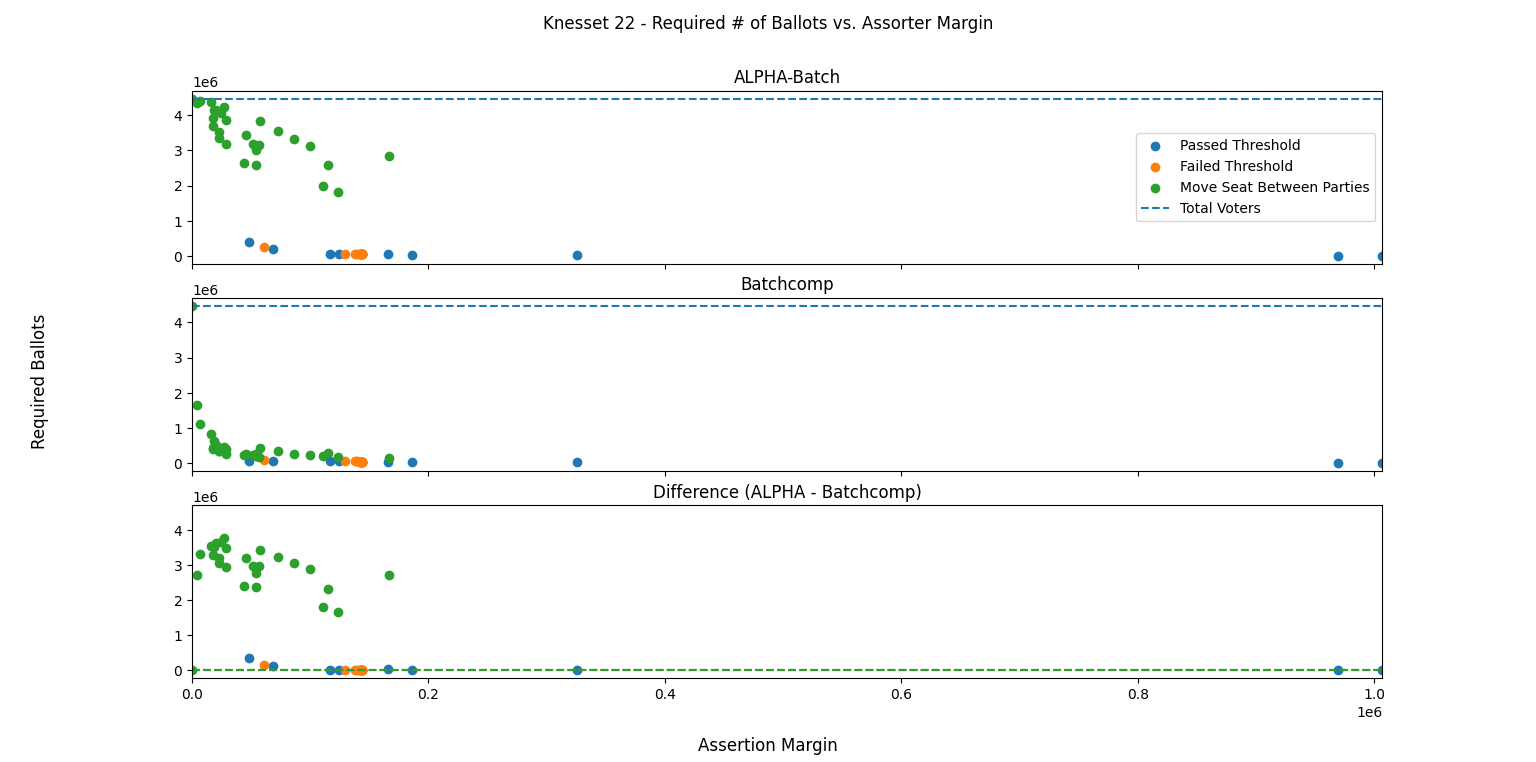 Knesset 22 - Required # of Ballots vs. Assorter Margin
ALPHA-Batch
1e6
4
3
2
1
0
Passed Threshold
Failed Threshold
Move Seat Between Parties
Total Voters
Batchcomp
1e6
4
3
2
1
0
Required Ballots
Difference (ALPHA - Batchcomp)
1e6
4
3
2
1
0
0.0 0.2 0.4 0.6 0.8 1.0
1e6
Assertion Margin